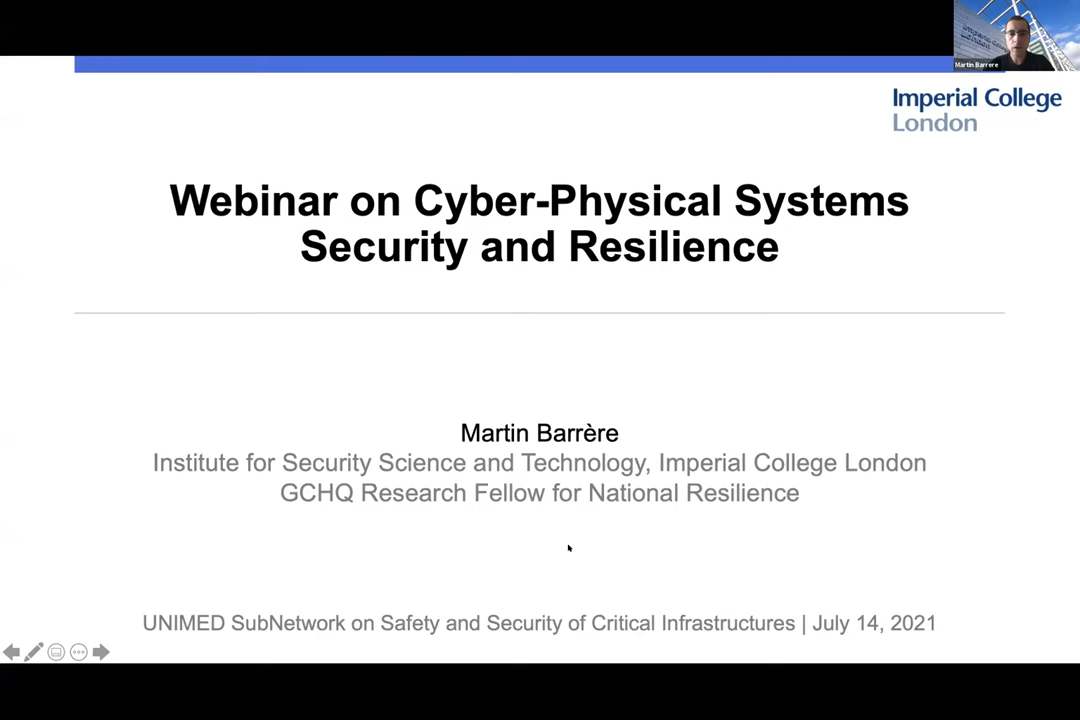 Martin Barrere
Imperial College
London
Webinar on Cyber-Physical Systems
Security and Resilience
Martin Barrère
Institute for Security Science and Technology, Imperial College London
GCHQ Research Fellow for National Resilience
UNIMED SubNetwork on Safety and Security of Critical Infrastructures | July 14, 2021